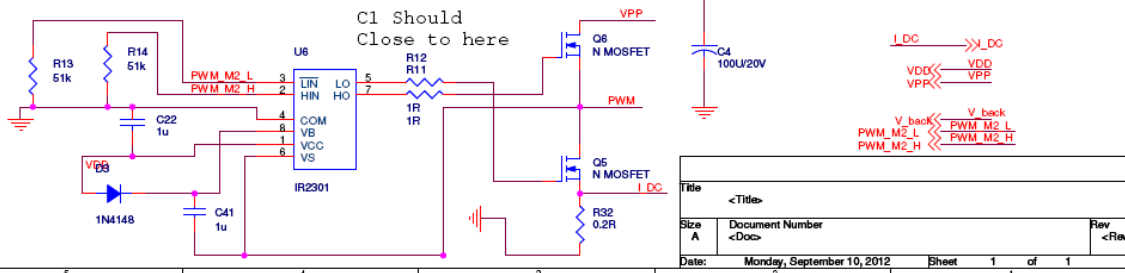 C1 Should
Close to here
VPP
R13
51k
R14
51k
U6
Q6
N MOSFET
C4
100U/20V
I_DC
I_DC
R12
R11
PWM_M2_L
3
LIN
LO
5
PWM_M2_H
2
HIN
HO
7
VDD
VDD
VPP
VPP
1R
1R
PWM
C22
1u
4
COM
8
VB
1
VCC
6
VS
V_back
V_back
PWM_M2_L
PWM_M2_L
PWM_M2_H
PWM_M2_H
VDD
D3
Q5
N MOSFET
IR2301
I_DC
1N4148
C41
1u
R32
0.2R
Title
<Title>
Size
A
Document Number
<Doc>
Rev
Date:
Monday, September 10, 2012
Sheet
1
of
1